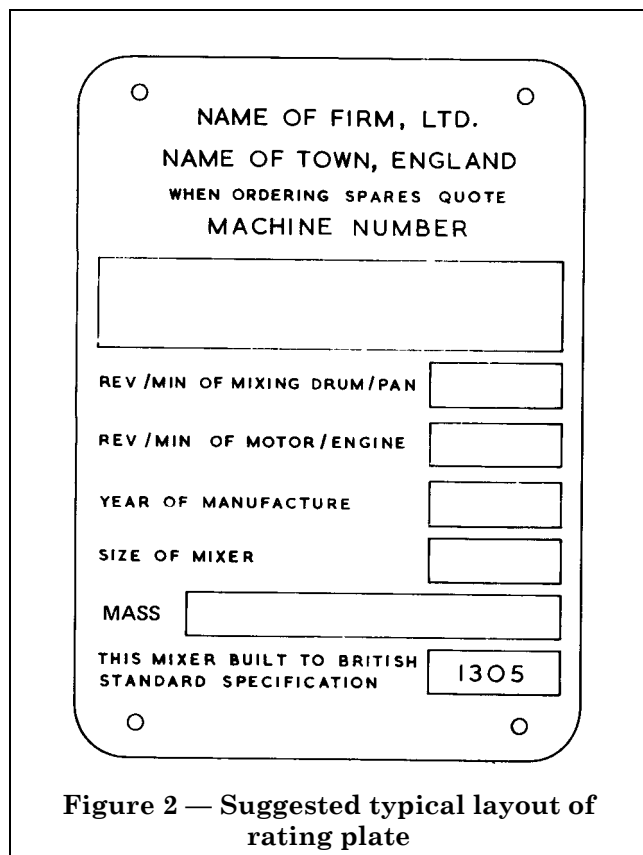 NAME OF FIRM, LTD.
NAME OF TOWN, ENGLAND
WHEN ORDERING SPARES QUOTE
MACHINE NUMBER
REV/MIN OF MIXING DRUM/PAN
REV/MIN OF MOTOR/ENGINE
YEAR OF MANUFACTURE
SIZE OF MIXER
MASS
THIS MIXER BUILT TO BRITISH
STANDARD SPECIFICATION 1305
Figure 2 — Suggested typical layout of
rating plate